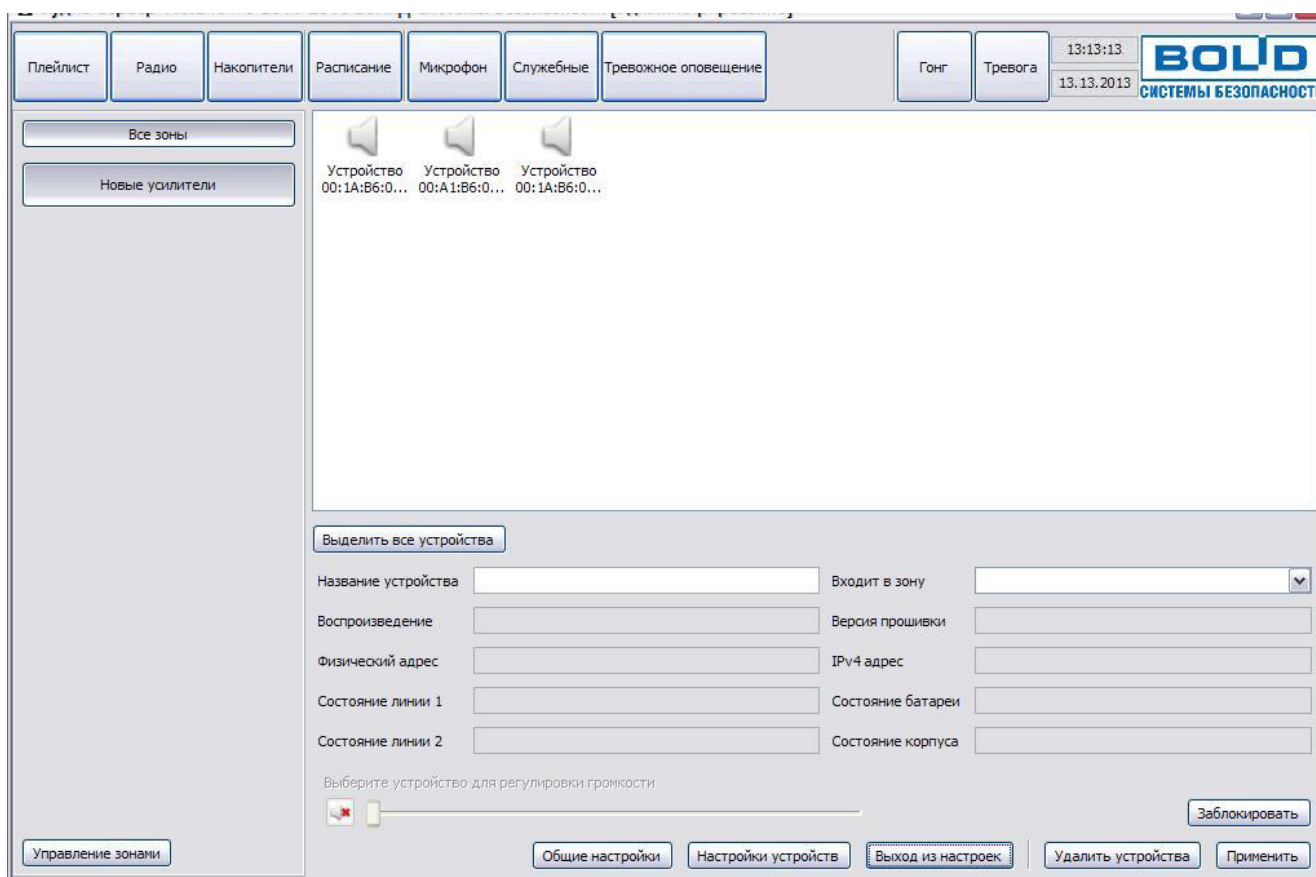 Плейлист Радио Накопители Расписание Микрофон Служебные Тревожное оповещение Гонг Тревога
13:13:13
13.13.2013
BOLID
СИСТЕМЫ БЕЗОПАСНОСТ
Все зоны
Новые усилители
Устройство Устройство Устройство
00:1A:B6:0... 00:A1:B6:0... 00:1A:B6:0...
Выделить все устройства
Название устройства Входит в зону
Воспроизведение Версия прошивки
Физический адрес IPv4 адрес
Состояние линии 1 Состояние батареи
Состояние линии 2 Состояние корпуса
Выберите устройство для регулировки громкости
Заблокировать
Управление зонами Общие настройки Настройки устройств Выход из настроек Удалить устройства Применить